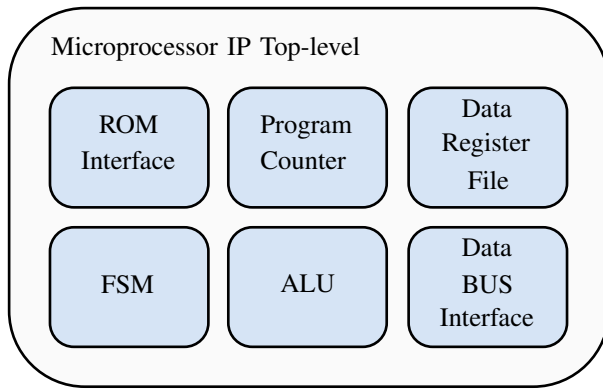 Microprocessor IP Top-level
ROM
Interface
Program
Counter
Data
Register
File
FSM
ALU
Data
BUS
Interface